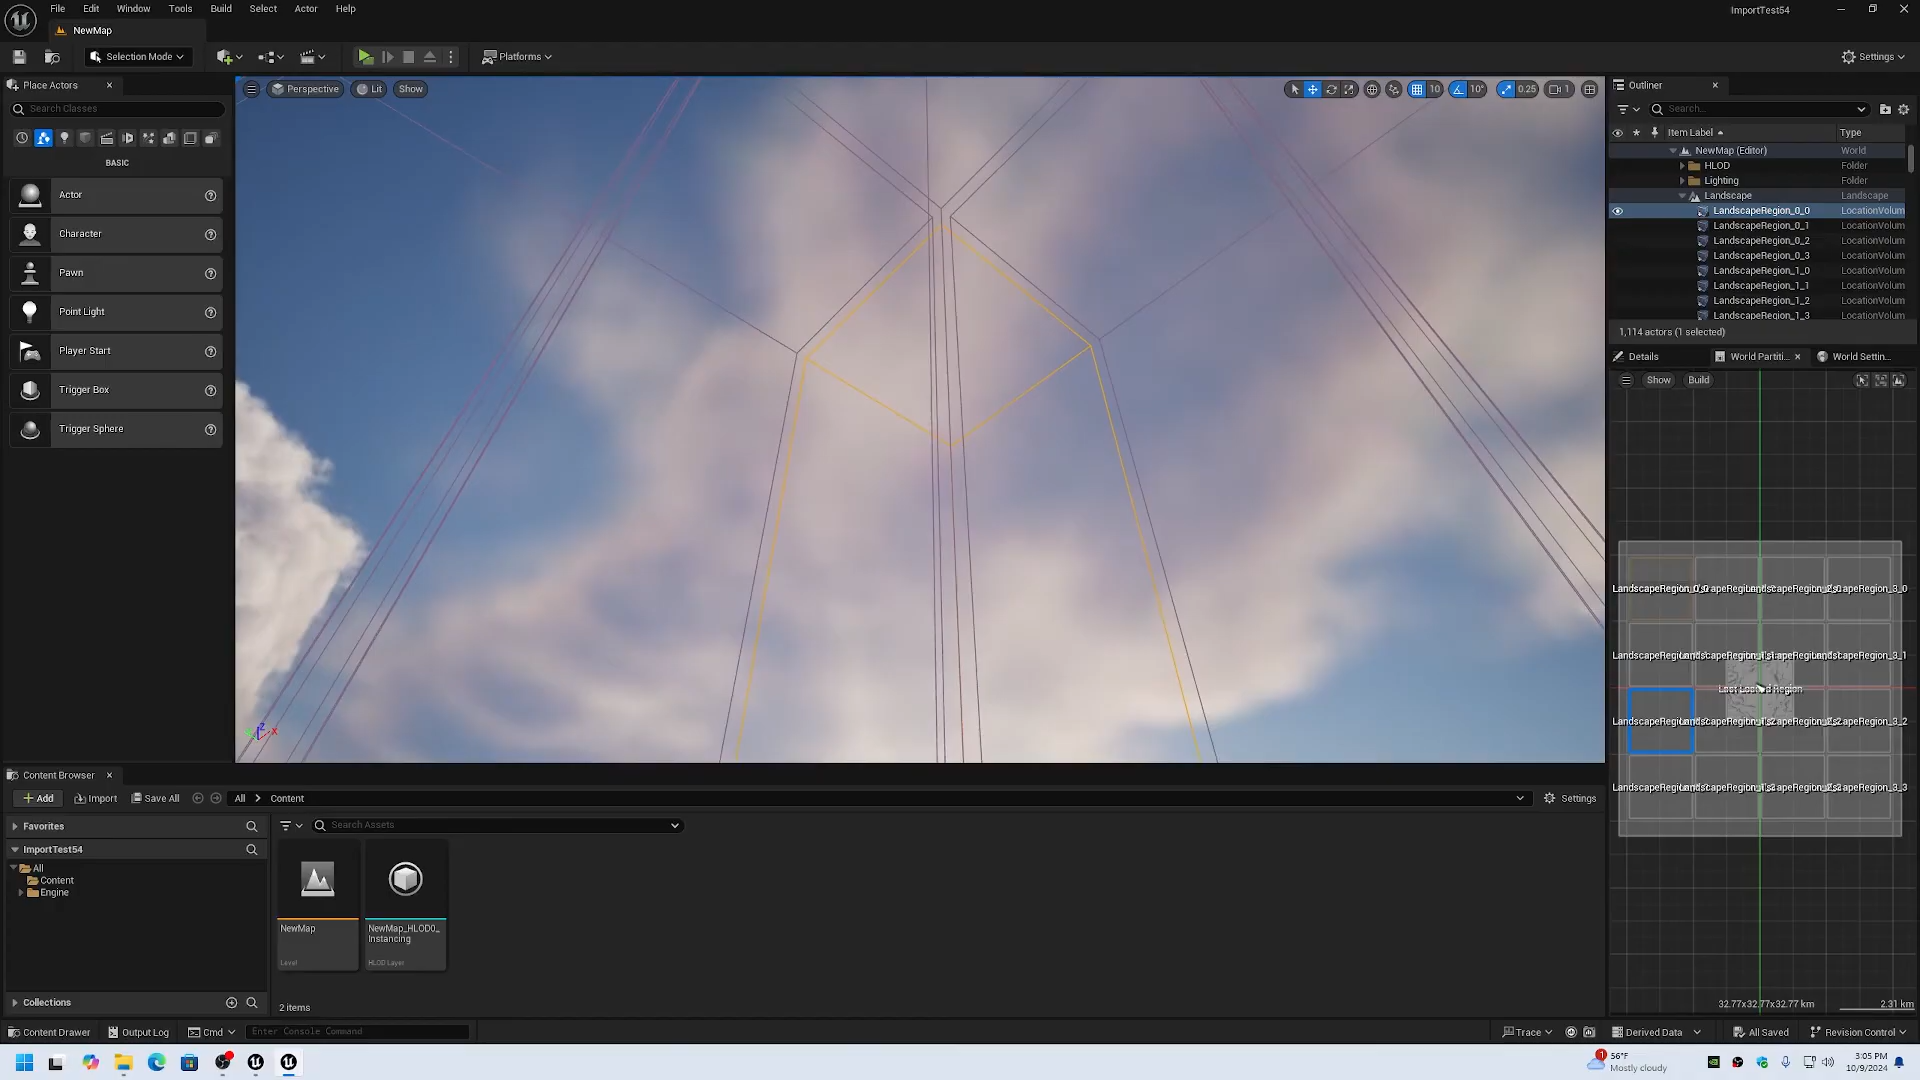 File Edit Window Tools Build Select Actor Help
ImportTest54
NewMap
Selection Mode
Platforms
Settings
Place Actors
Search Classes
BASIC
Actor
Character
Pawn
Point Light
Player Start
Trigger Box
Trigger Sphere
Perspective Lit Show
10 10° 0.25 1
Outliner
Search...
Item Label Type
NewMap (Editor) World
HLOD Folder
Lighting Folder
Landscape Landscape
LandscapeRegion_0_0 LocationVolum
LandscapeRegion_0_1 LocationVolum
LandscapeRegion_0_2 LocationVolum
LandscapeRegion_0_3 LocationVolum
LandscapeRegion_1_0 LocationVolum
LandscapeRegion_1_1 LocationVolum
LandscapeRegion_1_2 LocationVolum
LandscapeRegion_1_3 LocationVolum
1,114 actors (1 selected)
Details World Partiti... World Settin...
Show Build
Last Loaded Region
32.77x32.77x32.77 km 2.31 km
Content Browser
Add Import Save All All Content Settings
Favorites
Search Assets
ImportTest54
All
Content
Engine
NewMap
Level
NewMap_HLOD0_
Instancing
HLOD Layer
Collections
2 items
Content Drawer Output Log Cmd Enter Console Command Trace Derived Data All Saved Revision Control
1
56°F
Mostly cloudy
3:05 PM
10/9/2024